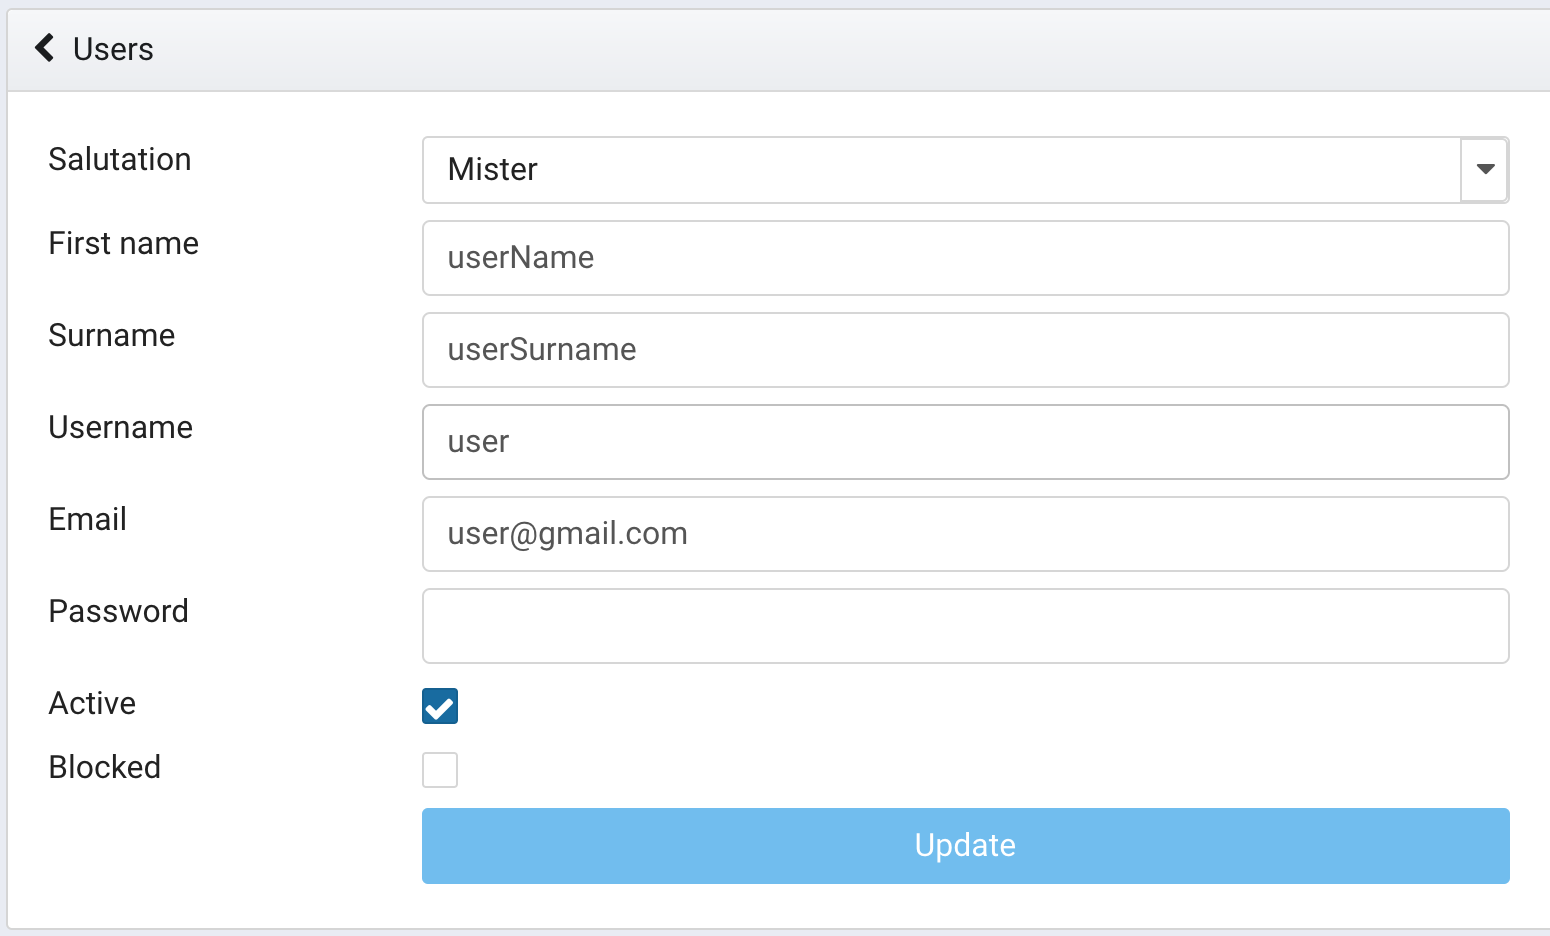 Users
Salutation Mister
First name userName
Surname userSurname
Username user
Email user@gmail.com
Password
Active
Blocked
Update